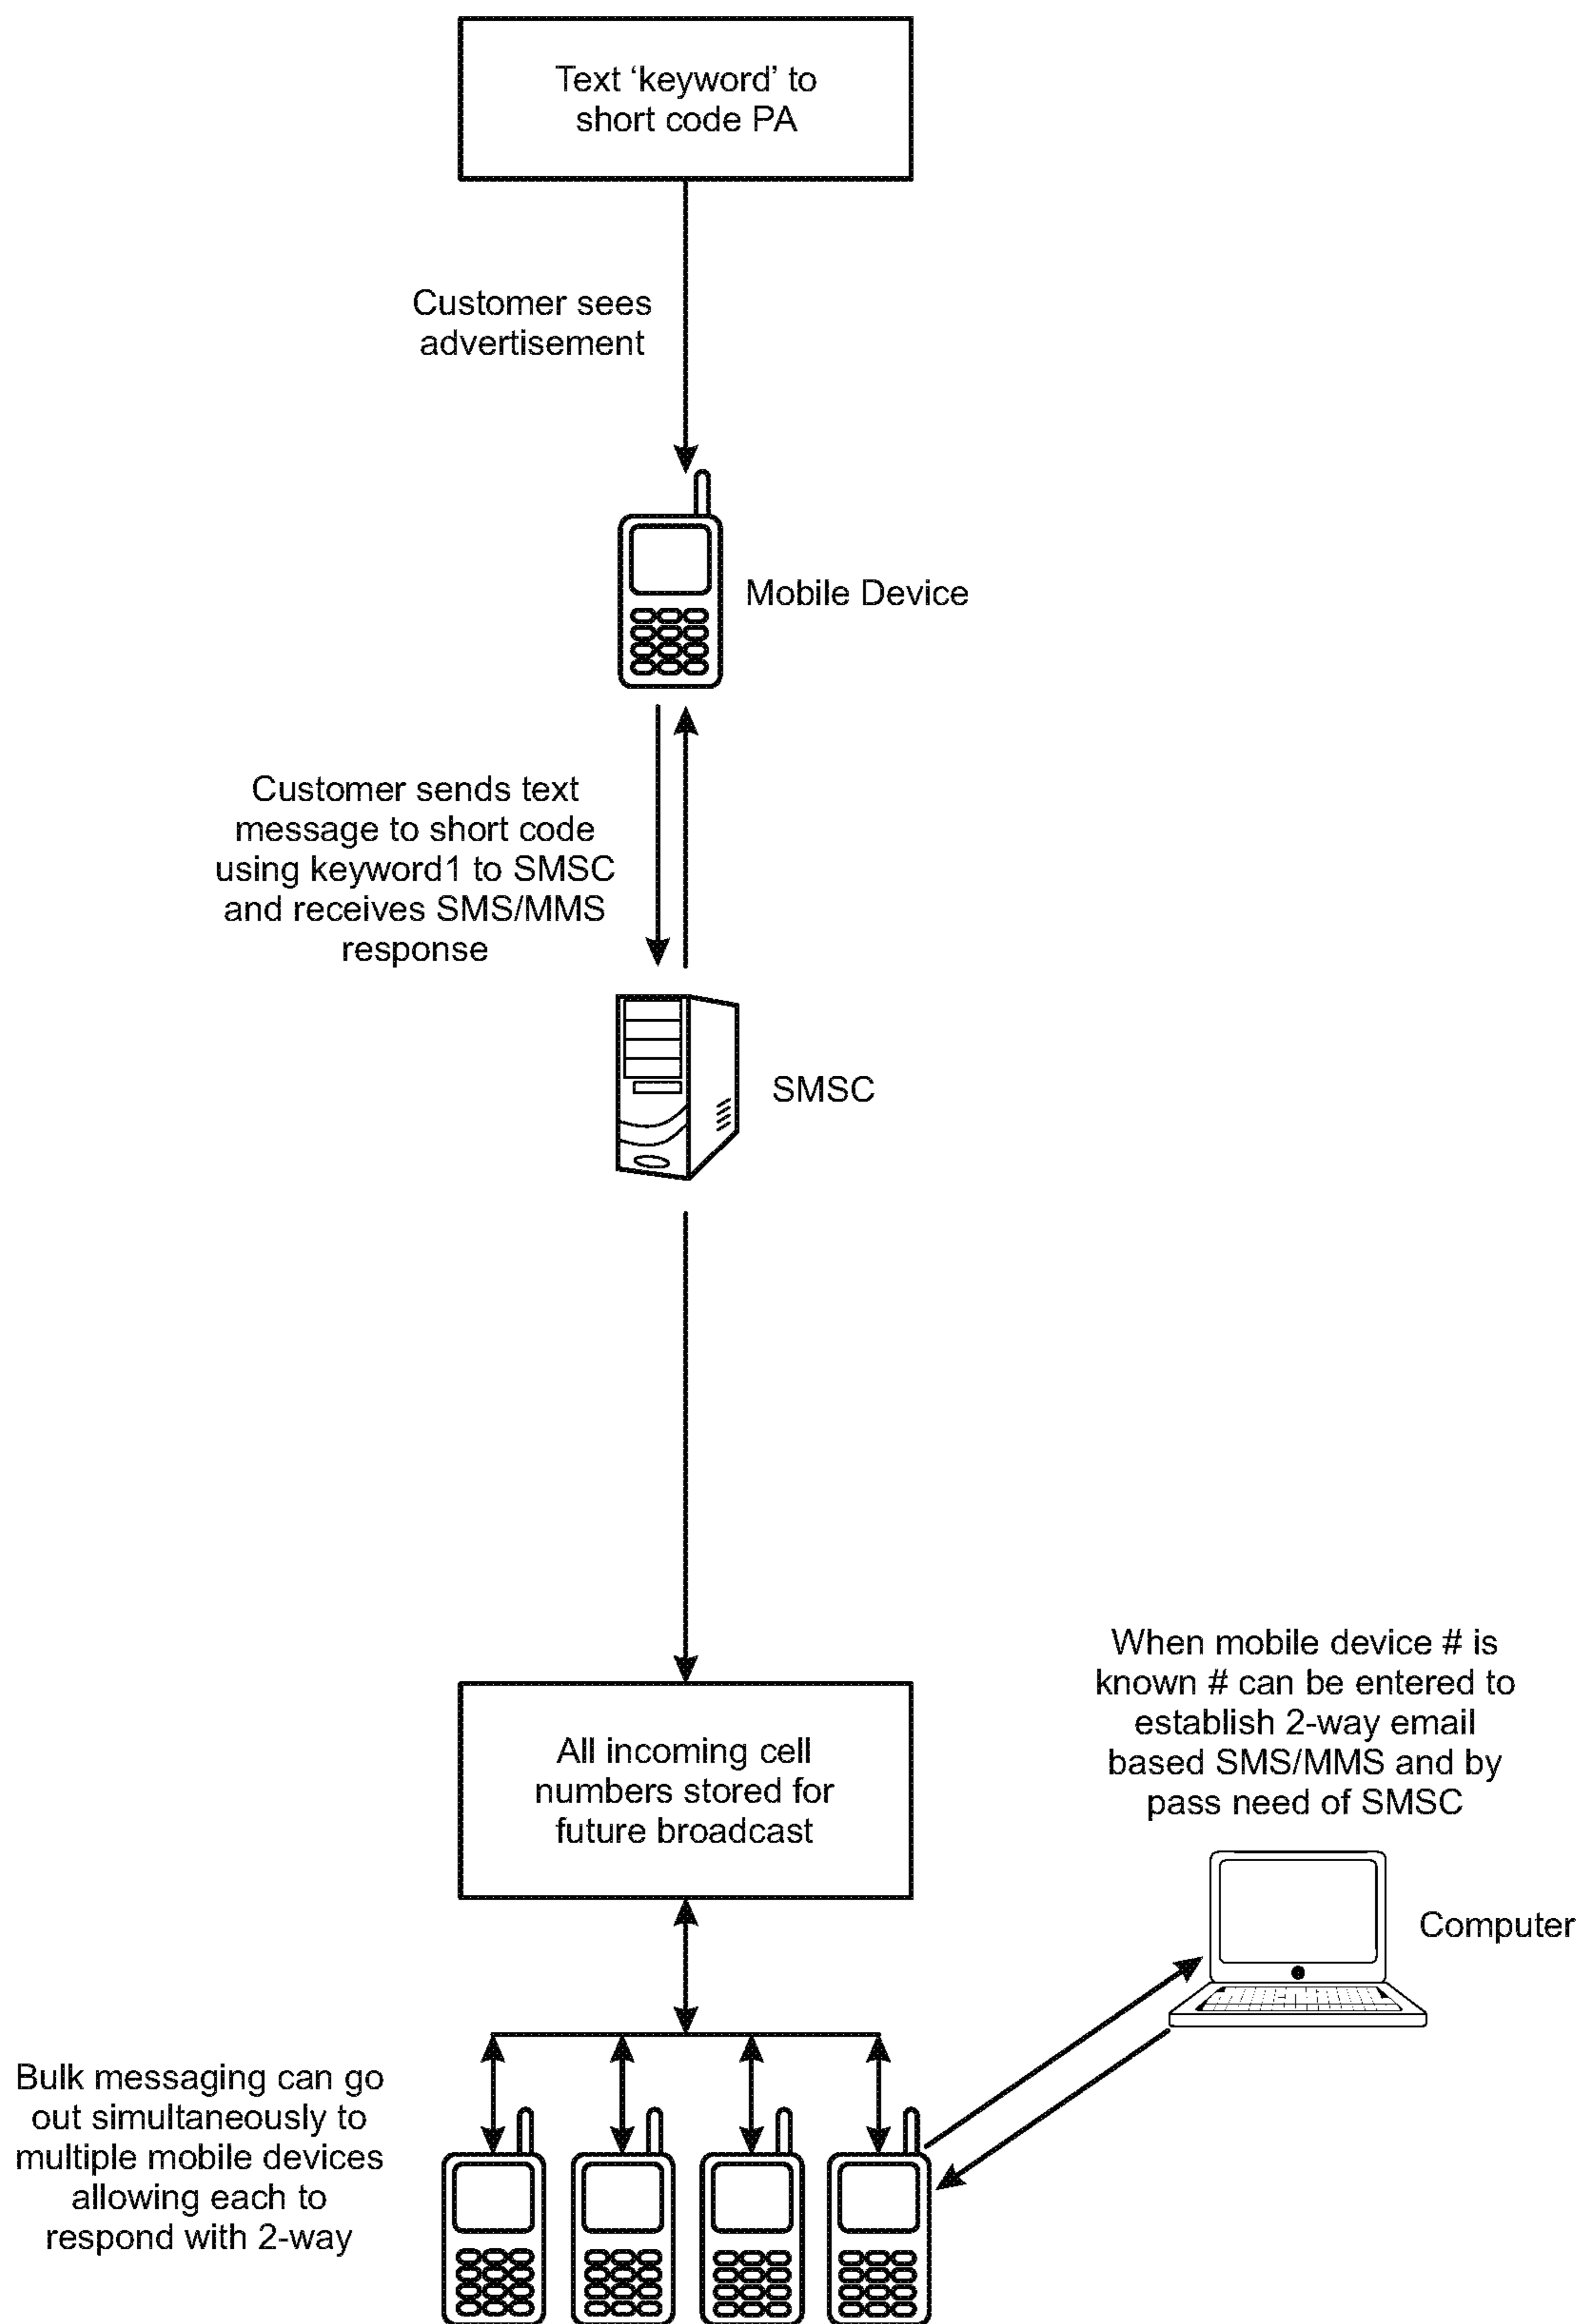 Text ‘keyword’ to
short code PA
Customer sees
advertisement
Mobile Device
Customer sends text
message to short code
using keyword1 to SMSC
and receives SMS/MMS
response
SMSC
When mobile device # is
known # can be entered to
establish 2-way email
based SMS/MMS and by
pass need of SMSC
All incoming cell
numbers stored for
future broadcast
Computer
Bulk messaging can go
out simultaneously to
multiple mobile devices
allowing each to
respond with 2-way